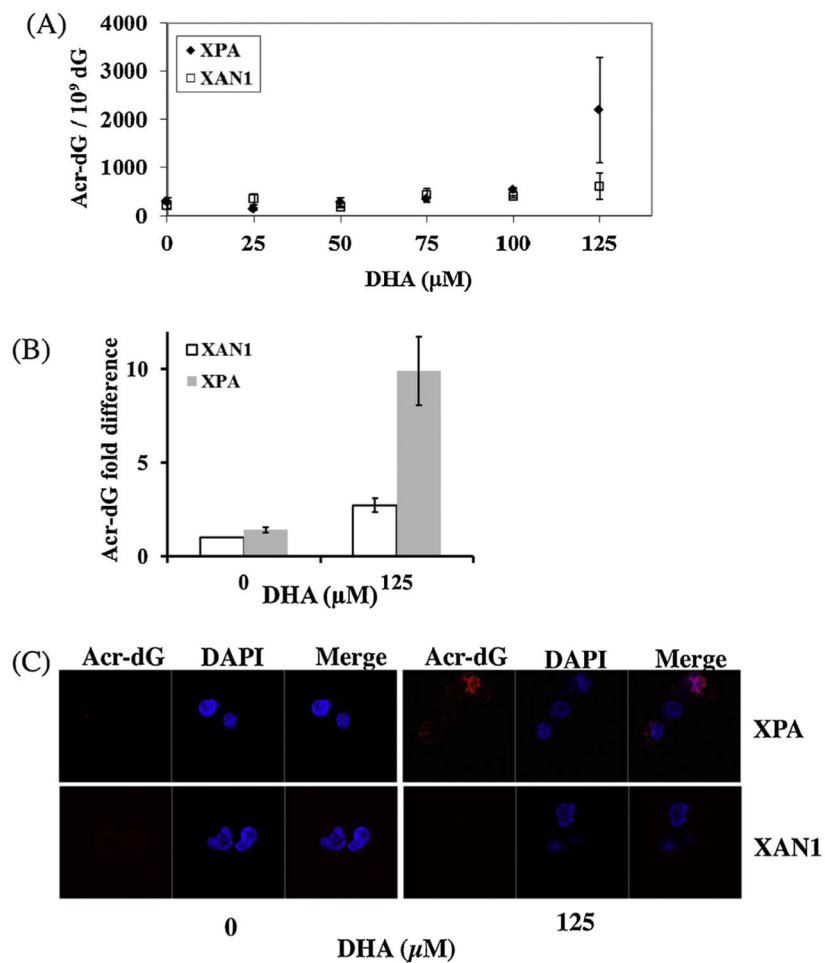 (A)
4000
3000
2000
1000
0
Acr-dG / 10⁹ dG
XPA
XAN1
0 25 50 75 100 125
DHA (μM)
(B)
10
5
0
Acr-dG fold difference
XAN1
XPA
0 125
DHA (μM)
(C)
Acr-dG DAPI Merge Acr-dG DAPI Merge
XPA
XAN1
0 125
DHA (μM)